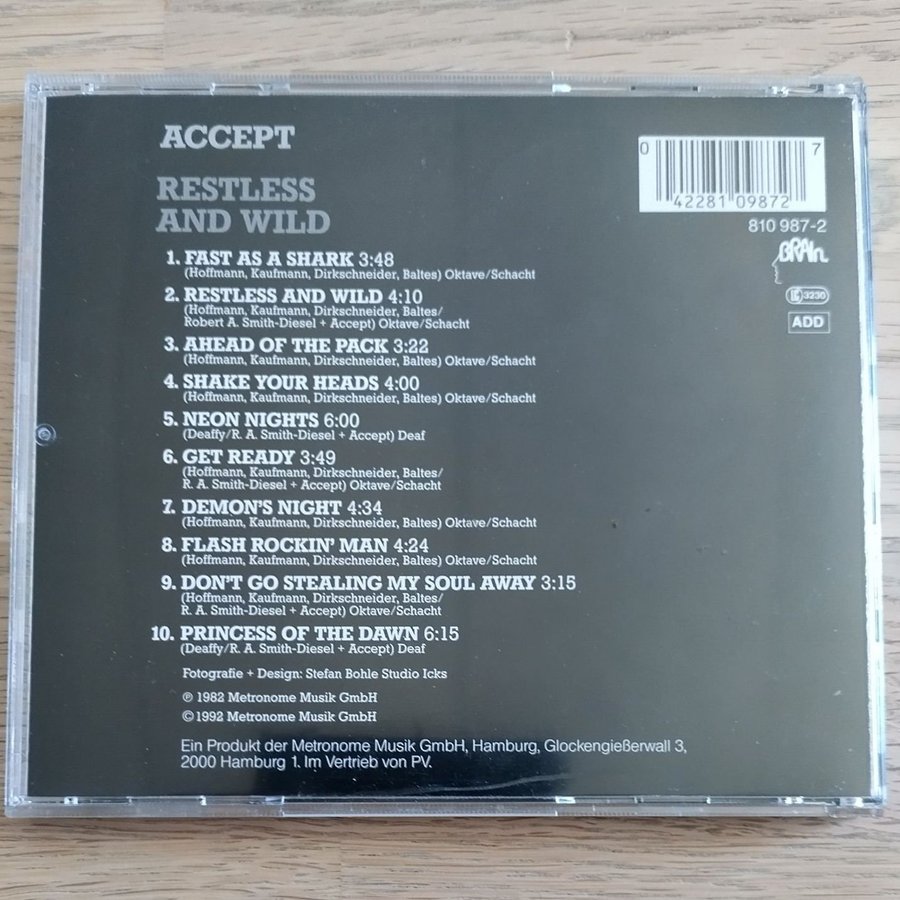 ACCEPT
RESTLESS
AND WILD
0 42281 09872 7
810 987-2
BRAIn
LC 3236
ADD
1. FAST AS A SHARK 3:48
(Hoffmann, Kaufmann, Dirkschneider, Baltes) Oktave/Schacht
2. RESTLESS AND WILD 4:10
(Hoffmann, Kaufmann, Dirkschneider, Baltes/
Robert A. Smith-Diesel + Accept) Oktave/Schacht
3. AHEAD OF THE PACK 3:22
(Hoffmann, Kaufmann, Dirkschneider, Baltes) Oktave/Schacht
4. SHAKE YOUR HEADS 4:00
(Hoffmann, Kaufmann, Dirkschneider, Baltes) Oktave/Schacht
5. NEON NIGHTS 6:00
(Deaffy/R. A. Smith-Diesel + Accept) Deaf
6. GET READY 3:49
(Hoffmann, Kaufmann, Dirkschneider, Baltes/
R. A. Smith-Diesel + Accept) Oktave/Schacht
7. DEMON'S NIGHT 4:34
(Hoffmann, Kaufmann, Dirkschneider, Baltes) Oktave/Schacht
8. FLASH ROCKIN' MAN 4:24
(Hoffmann, Kaufmann, Dirkschneider, Baltes) Oktave/Schacht
9. DON'T GO STEALING MY SOUL AWAY 3:15
(Hoffmann, Kaufmann, Dirkschneider, Baltes/
R. A. Smith-Diesel + Accept) Oktave/Schacht
10. PRINCESS OF THE DAWN 6:15
(Deaffy/R. A. Smith-Diesel + Accept) Deaf
Fotografie + Design: Stefan Bohle Studio Icks
℗ 1982 Metronome Musik GmbH
© 1992 Metronome Musik GmbH
Ein Produkt der Metronome Musik GmbH, Hamburg, Glockengießerwall 3,
2000 Hamburg 1. Im Vertrieb von PV.